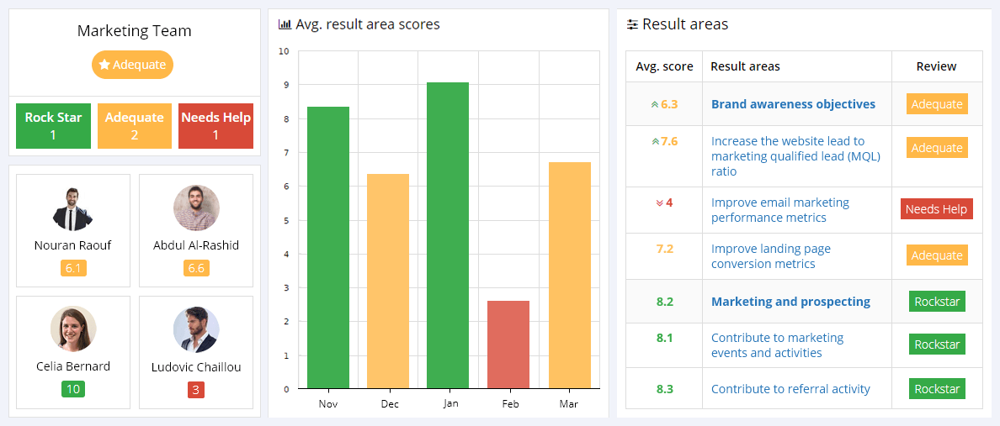 Marketing Team
Adequate
Rock Star
1
Adequate
2
Needs Help
1
Nouran Raouf
6.1
Abdul Al-Rashid
6.6
Celia Bernard
10
Ludovic Chaillou
3
Avg. result area scores
10
9
8
7
6
5
4
3
2
1
0
Nov Dec Jan Feb Mar
Result areas
Avg. score Result areas Review
6.3 Brand awareness objectives Adequate
7.6 Increase the website lead to Adequate
marketing qualified lead (MQL)
ratio
4 Improve email marketing Needs Help
performance metrics
7.2 Improve landing page Adequate
conversion metrics
8.2 Marketing and prospecting Rockstar
8.1 Contribute to marketing Rockstar
events and activities
8.3 Contribute to referral activity Rockstar